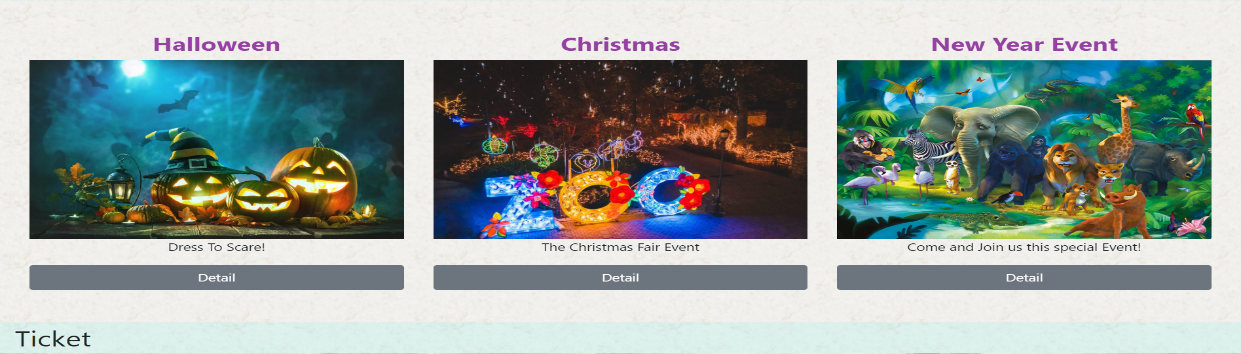 Halloween
Christmas
New Year Event
ZOO
Dress To Scare!
The Christmas Fair Event
Come and Join us this special Event!
Detail
Detail
Detail
Ticket